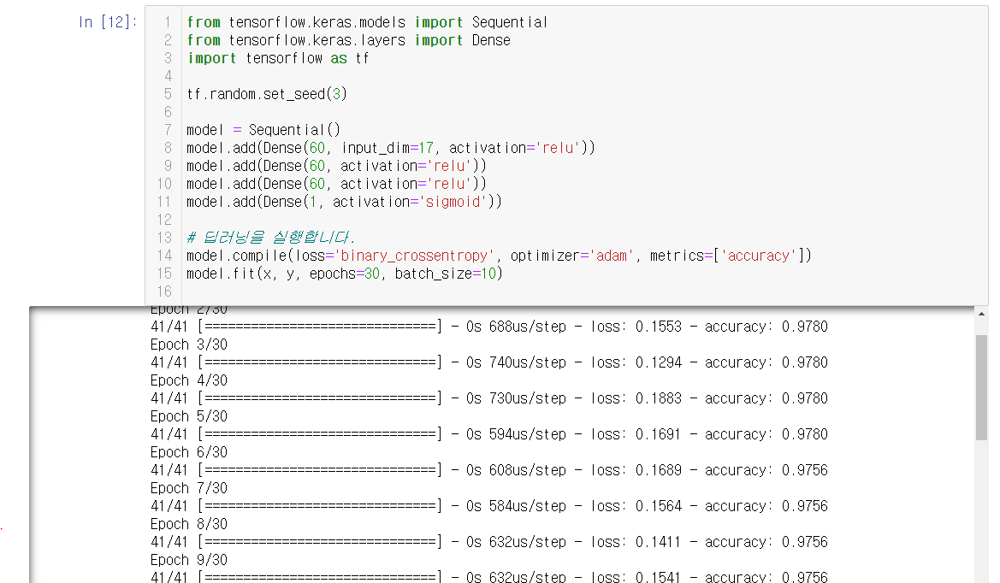 In [12]:
1 from tensorflow.keras.models import Sequential
2 from tensorflow.keras.layers import Dense
3 import tensorflow as tf
4
5 tf.random.set_seed(3)
6
7 model = Sequential()
8 model.add(Dense(60, input_dim=17, activation='relu'))
9 model.add(Dense(60, activation='relu'))
10 model.add(Dense(60, activation='relu'))
11 model.add(Dense(1, activation='sigmoid'))
12
13 # 딥러닝을 실행합니다.
14 model.compile(loss='binary_crossentropy', optimizer='adam', metrics=['accuracy'])
15 model.fit(x, y, epochs=30, batch_size=10)
16
Epoch 2/30
41/41 [==============================] - 0s 688us/step - loss: 0.1553 - accuracy: 0.9780
Epoch 3/30
41/41 [==============================] - 0s 740us/step - loss: 0.1294 - accuracy: 0.9780
Epoch 4/30
41/41 [==============================] - 0s 730us/step - loss: 0.1883 - accuracy: 0.9780
Epoch 5/30
41/41 [==============================] - 0s 594us/step - loss: 0.1691 - accuracy: 0.9780
Epoch 6/30
41/41 [==============================] - 0s 608us/step - loss: 0.1689 - accuracy: 0.9756
Epoch 7/30
41/41 [==============================] - 0s 584us/step - loss: 0.1564 - accuracy: 0.9756
Epoch 8/30
41/41 [==============================] - 0s 632us/step - loss: 0.1411 - accuracy: 0.9756
Epoch 9/30
41/41 [==============================] - 0s 632us/step - loss: 0.1541 - accuracy: 0.9756